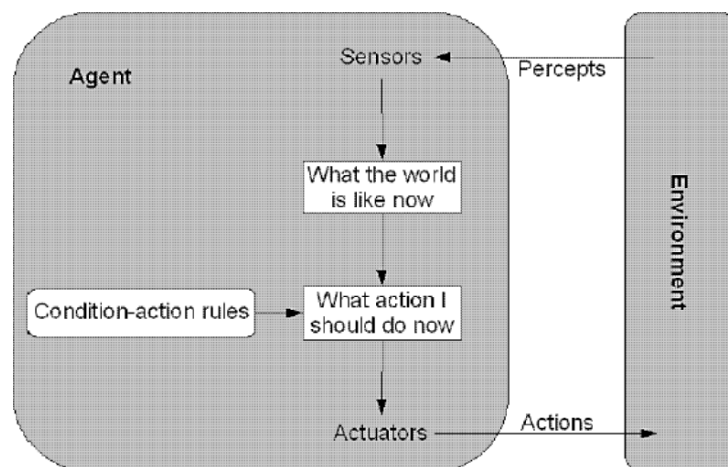 Agent
Sensors
Percepts
What the world
is like now
Environment
Condition-action rules
What action I
should do now
Actuators
Actions